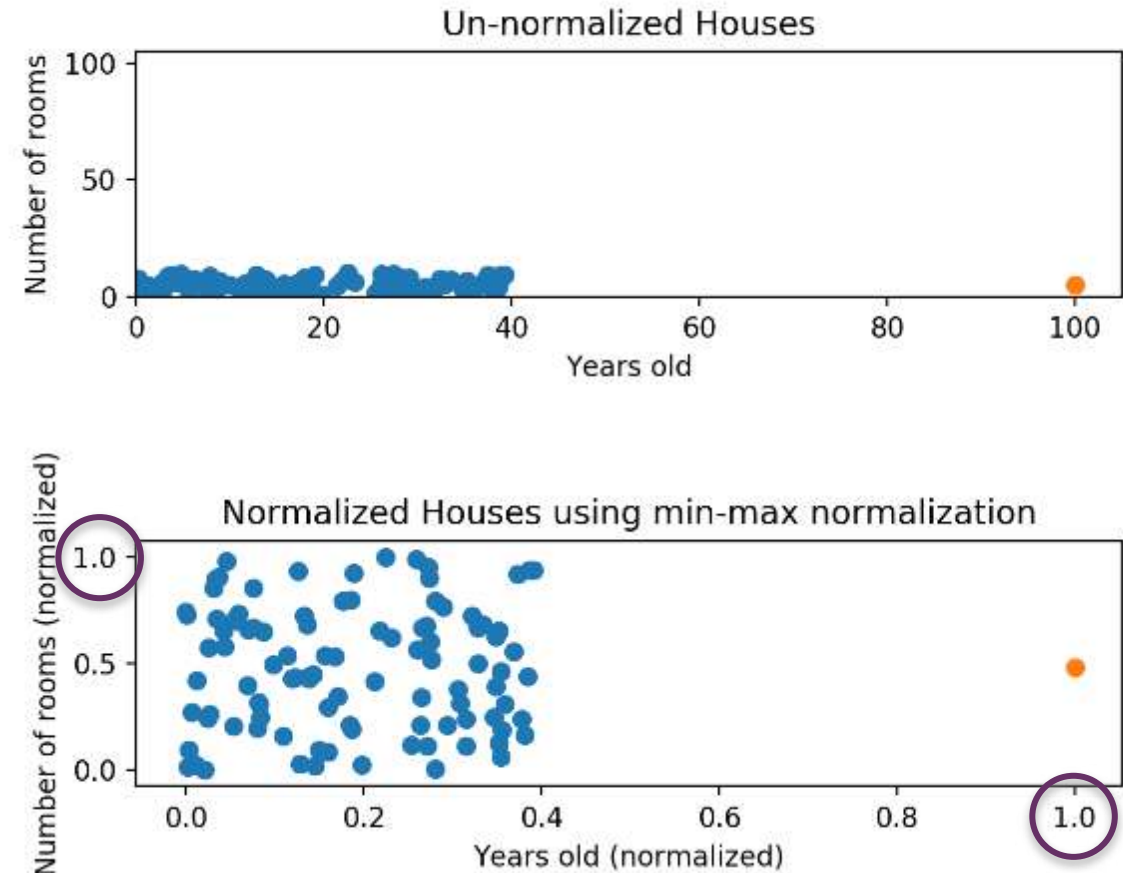 Un-normalized Houses
Number of rooms
100
50
0
0 20 40 60 80 100
Years old
Normalized Houses using min-max normalization
Number of rooms (normalized)
1.0
0.5
0.0
0.0 0.2 0.4 0.6 0.8 1.0
Years old (normalized)